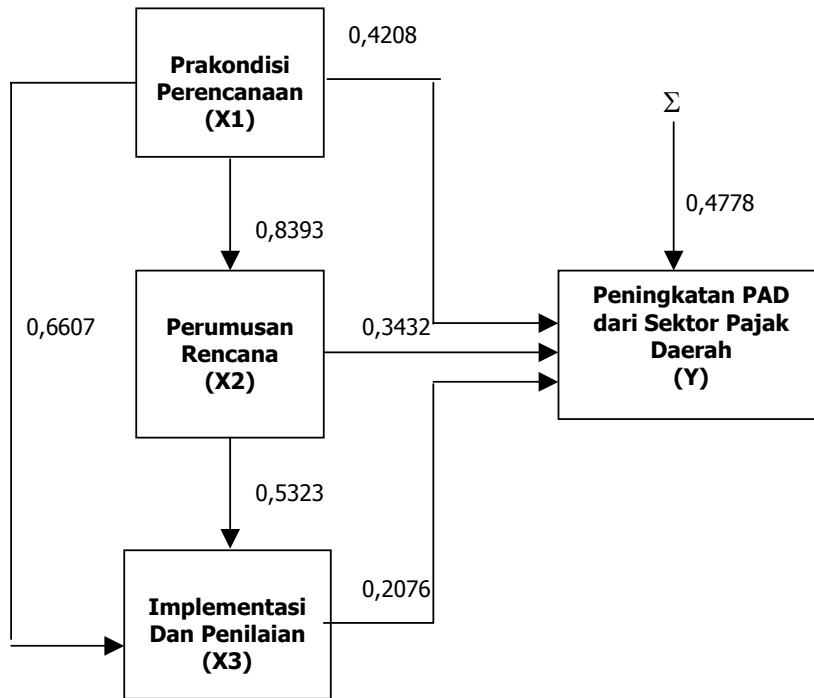 0,4208
Prakondisi
Perencanaan
(X1)
Σ
0,4778
0,8393
Peningkatan PAD
dari Sektor Pajak
Daerah
(Y)
0,6607
Perumusan
Rencana
(X2)
0,3432
0,5323
0,2076
Implementasi
Dan Penilaian
(X3)